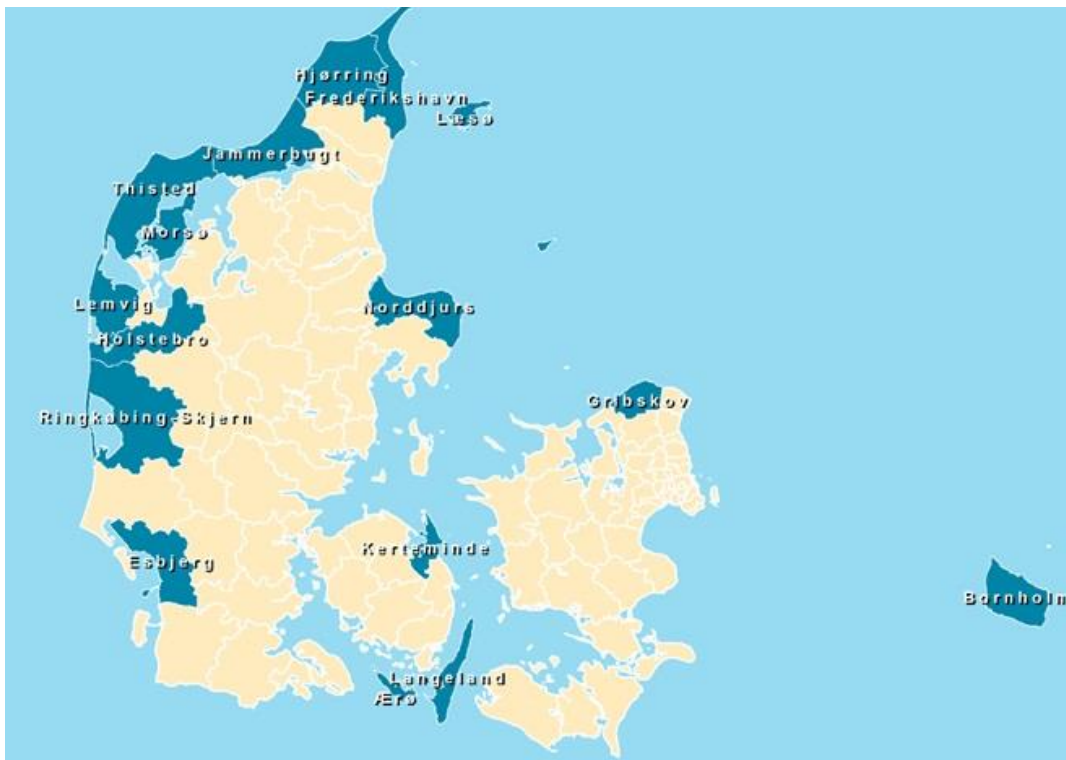 Hjørring
Frederikshavn
Læsø
Jammerbugt
Thisted
Morsø
Lemvig
Norddjurs
Holstebro
Gribskov
Ringkøbing-Skjern
Kerteminde
Esbjerg
Bornholm
Langeland
Ærø